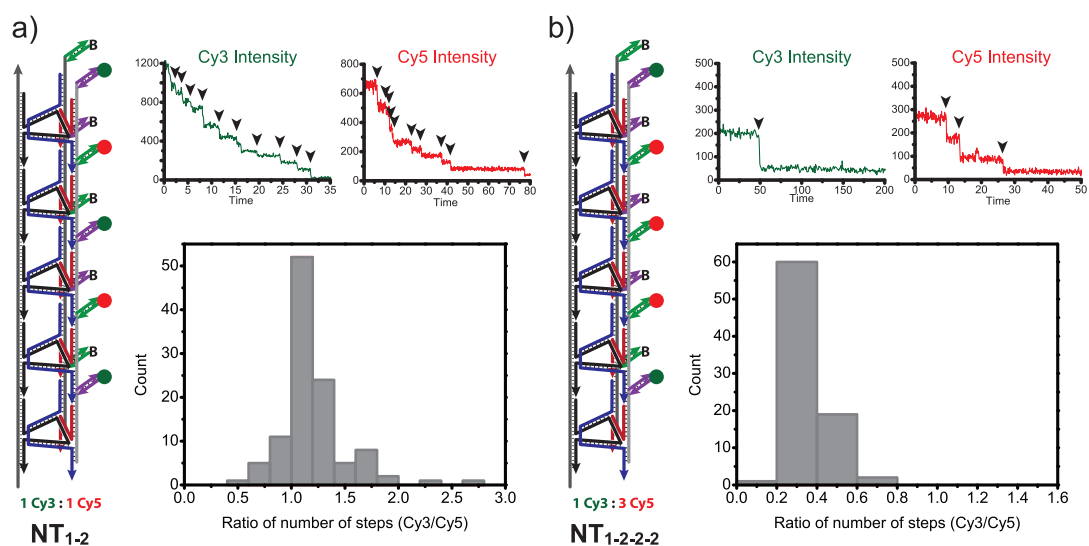 a)
B
B
B
B
B
1 Cy3 : 1 Cy5
NT1-2
Cy3 Intensity
1200
800
400
0
0 5 10 15 20 25 30 35
Time
Cy5 Intensity
800
600
400
200
0
0 20 40 60 80
Time
50
40
30
20
10
0
Count
0.0 0.5 1.0 1.5 2.0 2.5 3.0
Ratio of number of steps (Cy3/Cy5)
b)
B
B
B
B
B
1 Cy3 : 3 Cy5
NT1-2-2-2
Cy3 Intensity
500
400
300
200
100
0
0 50 100 150 200
Time
Cy5 Intensity
500
400
300
200
100
0
0 10 20 30 40 50
Time
60
50
40
30
20
10
0
Count
0.0 0.2 0.4 0.6 0.8 1.0 1.2 1.4 1.6
Ratio of number of steps (Cy3/Cy5)